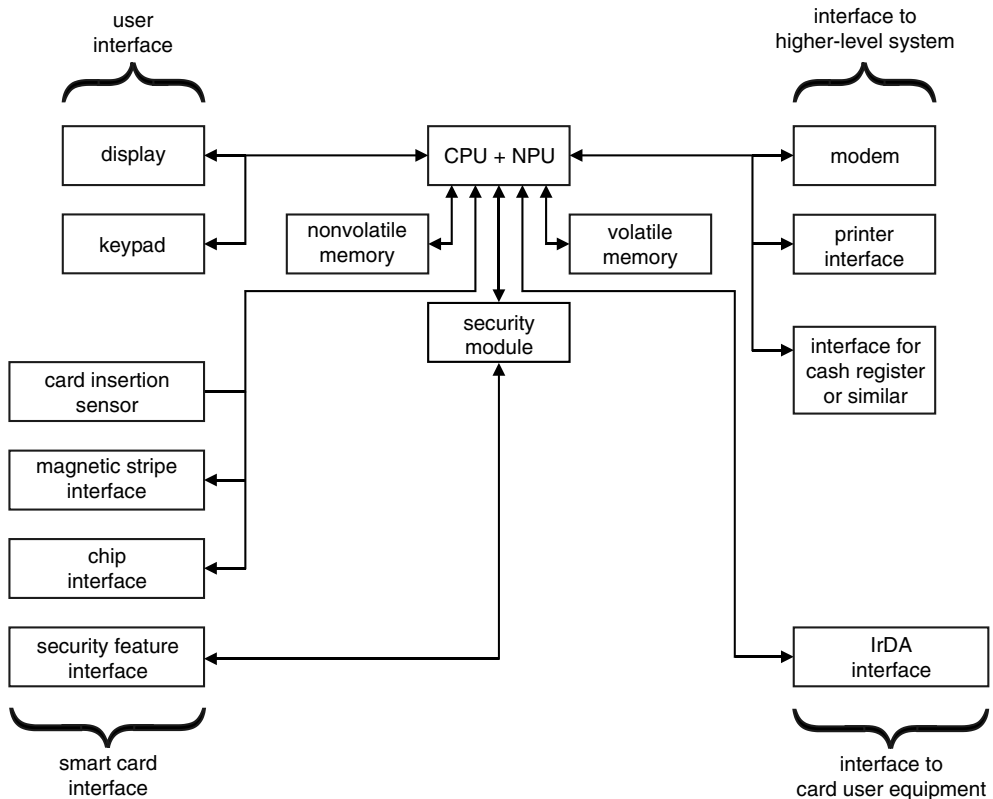 user
interface
interface to
higher-level system
display
CPU + NPU
modem
keypad
nonvolatile
memory
volatile
memory
printer
interface
security
module
interface for
cash register
or similar
card insertion
sensor
magnetic stripe
interface
chip
interface
security feature
interface
IrDA
interface
smart card
interface
interface to
card user equipment